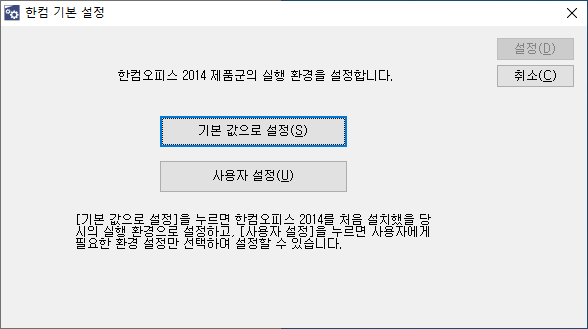 한컴 기본 설정
설정(D)
한컴오피스 2014 제품군의 실행 환경을 설정합니다.
취소(C)
기본 값으로 설정(S)
사용자 설정(U)
[기본 값으로 설정]을 누르면 한컴오피스 2014를 처음 설치했을 당
시의 실행 환경으로 설정하고, [사용자 설정]을 누르면 사용자에게
필요한 환경 설정만 선택하여 설정할 수 있습니다.